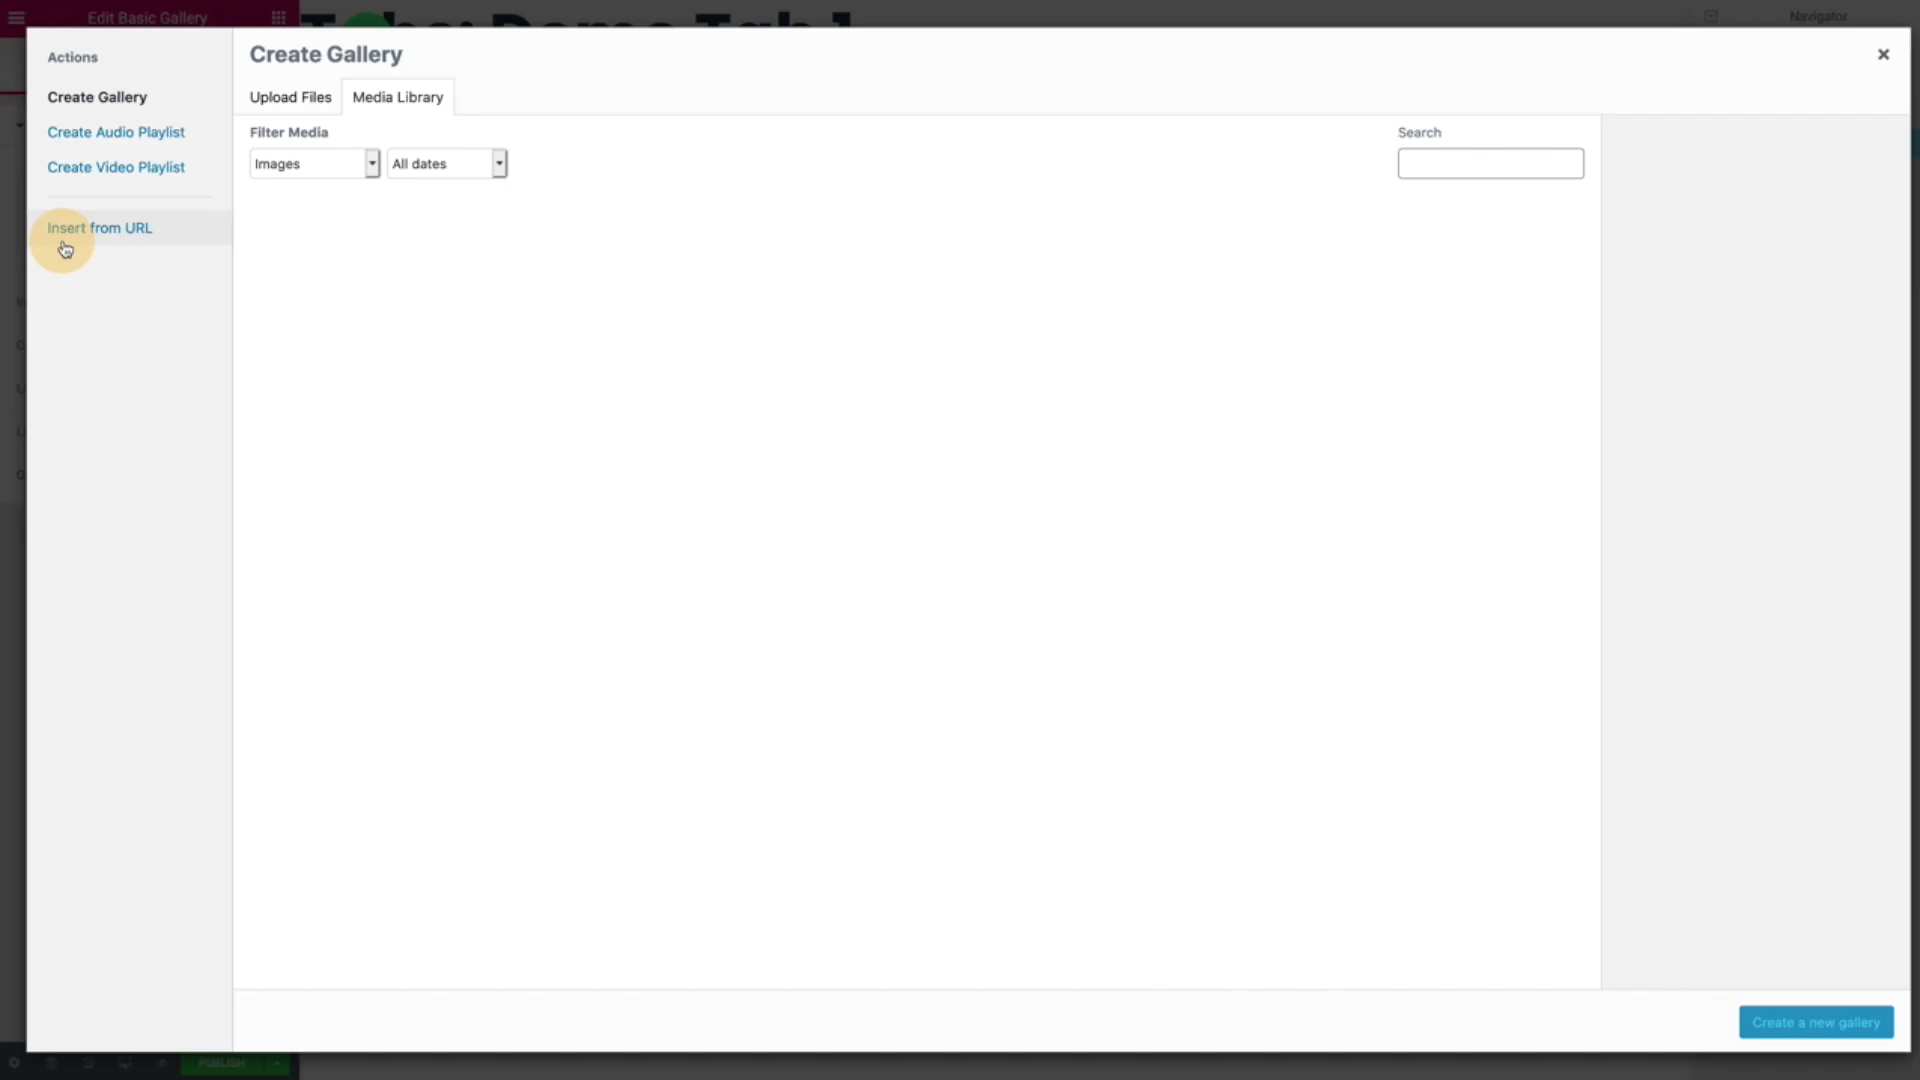 Edit Basic Gallery
Navigator
Actions
Create Gallery
Create Audio Playlist
Create Video Playlist
Insert from URL
Create Gallery
Upload Files
Media Library
Filter Media
Images
All dates
Search
Create a new gallery
PUBLISH